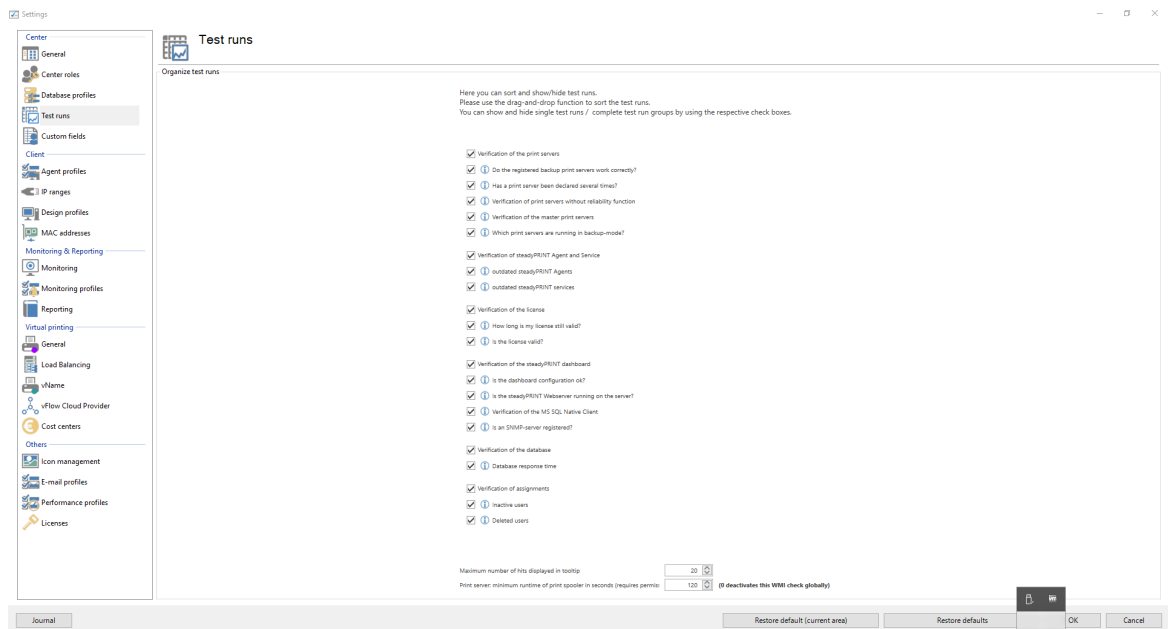 Settings
Center
General
Center roles
Database profiles
Test runs
Custom fields
Client
Agent profiles
IP ranges
Design profiles
MAC addresses
Monitoring & Reporting
Monitoring
Monitoring profiles
Reporting
Virtual printing
General
Load Balancing
vName
vFlow Cloud Provider
Cost centers
Others
Icon management
E-mail profiles
Performance profiles
Licenses
Test runs
Organize test runs
Here you can sort and show/hide test runs.
Please use the drag-and-drop function to sort the test runs.
You can show and hide single test runs / complete test run groups by using the respective check boxes.
Verification of the print servers
Do the registered backup print servers work correctly?
Has a print server been declared several times?
Verification of print servers without reliability function
Verification of the master print servers
Which print servers are running in backup-mode?
Verification of steadyPRINT Agent and Service
outdated steadyPRINT Agents
outdated steadyPRINT services
Verification of the license
How long is my license still valid?
Is the license valid?
Verification of the steadyPRINT dashboard
Is the dashboard configuration ok?
Is the steadyPRINT Webserver running on the server?
Verification of the MS SQL Native Client
Is an SNMP-server registered?
Verification of the database
Database response time
Verification of assignments
Inactive users
Deleted users
Maximum number of hits displayed in tooltip 20
Print server: minimum runtime of print spooler in seconds (requires permis: 120 (0 deactivates this WMI check globally)
Journal Restore default (current area) Restore defaults OK Cancel